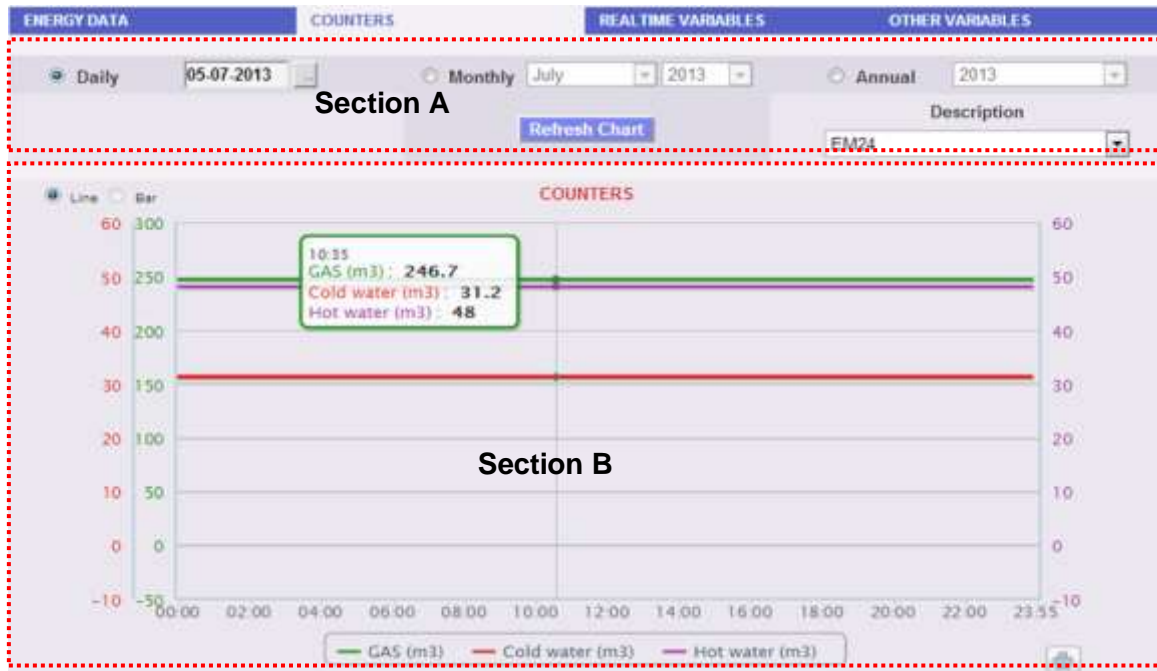 ENERGY DATA COUNTERS REALTIME VARIABLES OTHER VARIABLES
Daily 05-07-2013 ... Monthly July 2013 Annual 2013
Section A
Description
Refresh Chart
EM24
Line Bar COUNTERS
60 300 60
10:35
GAS (m3) : 246.7
50 250 50
Cold water (m3) : 31.2
Hot water (m3) : 48
40 200 40
30 150 30
20 100 20
Section B
10 50 10
0 0 0
-10 -50 -10
00:00 02:00 04:00 06:00 08:00 10:00 12:00 14:00 16:00 18:00 20:00 22:00 23:55
GAS (m3) Cold water (m3) Hot water (m3)